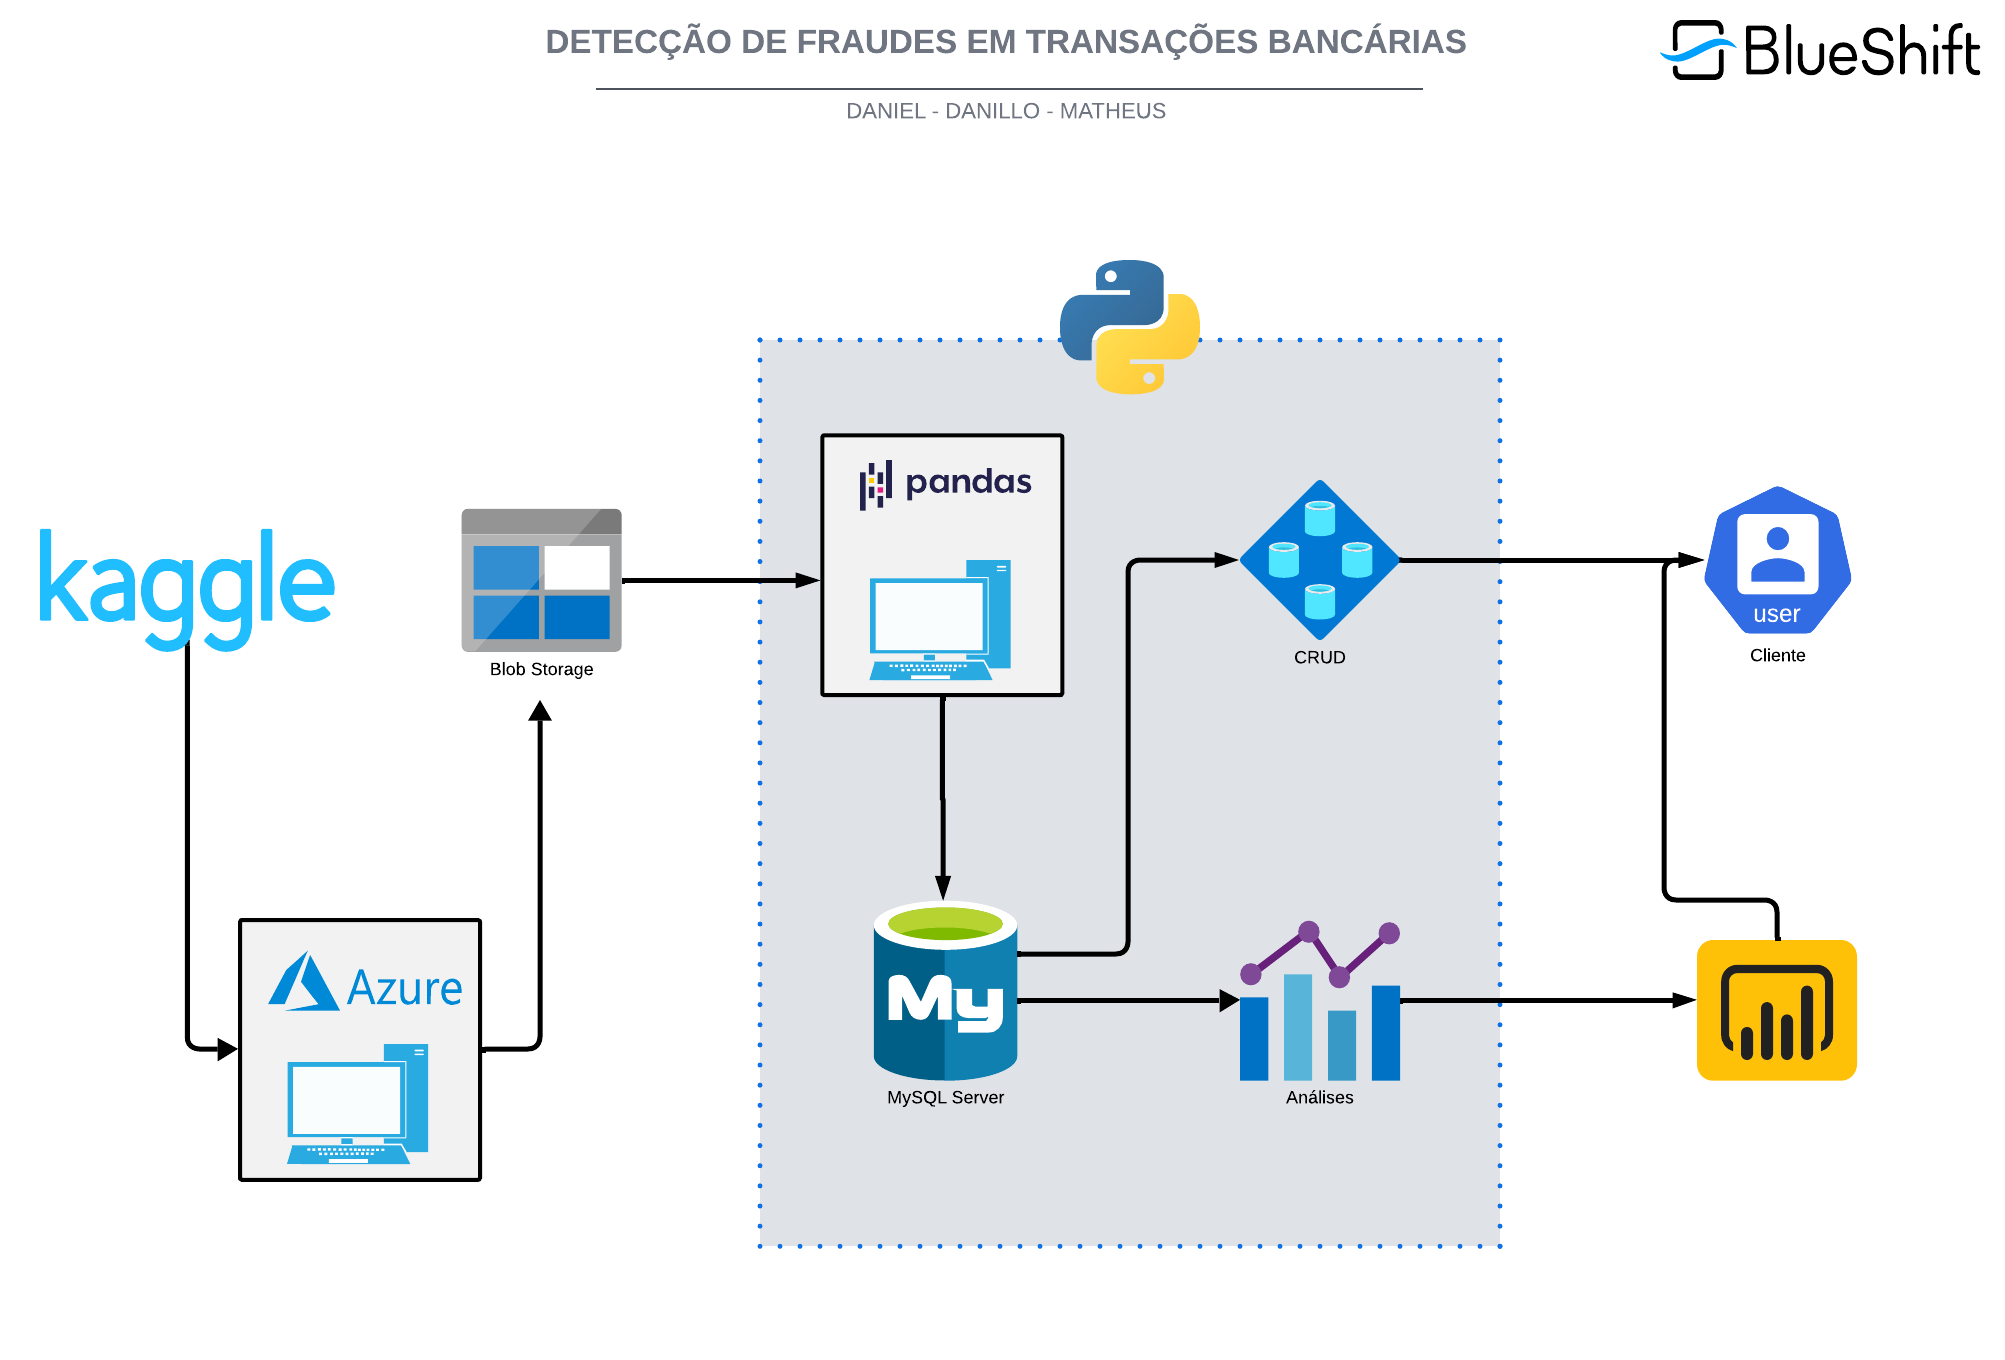 DETECÇÃO DE FRAUDES EM TRANSAÇÕES BANCÁRIAS
BlueShift
DANIEL - DANILLO - MATHEUS
pandas
kaggle
Blob Storage
CRUD
user
Cliente
Azure
My
MySQL Server
Análises